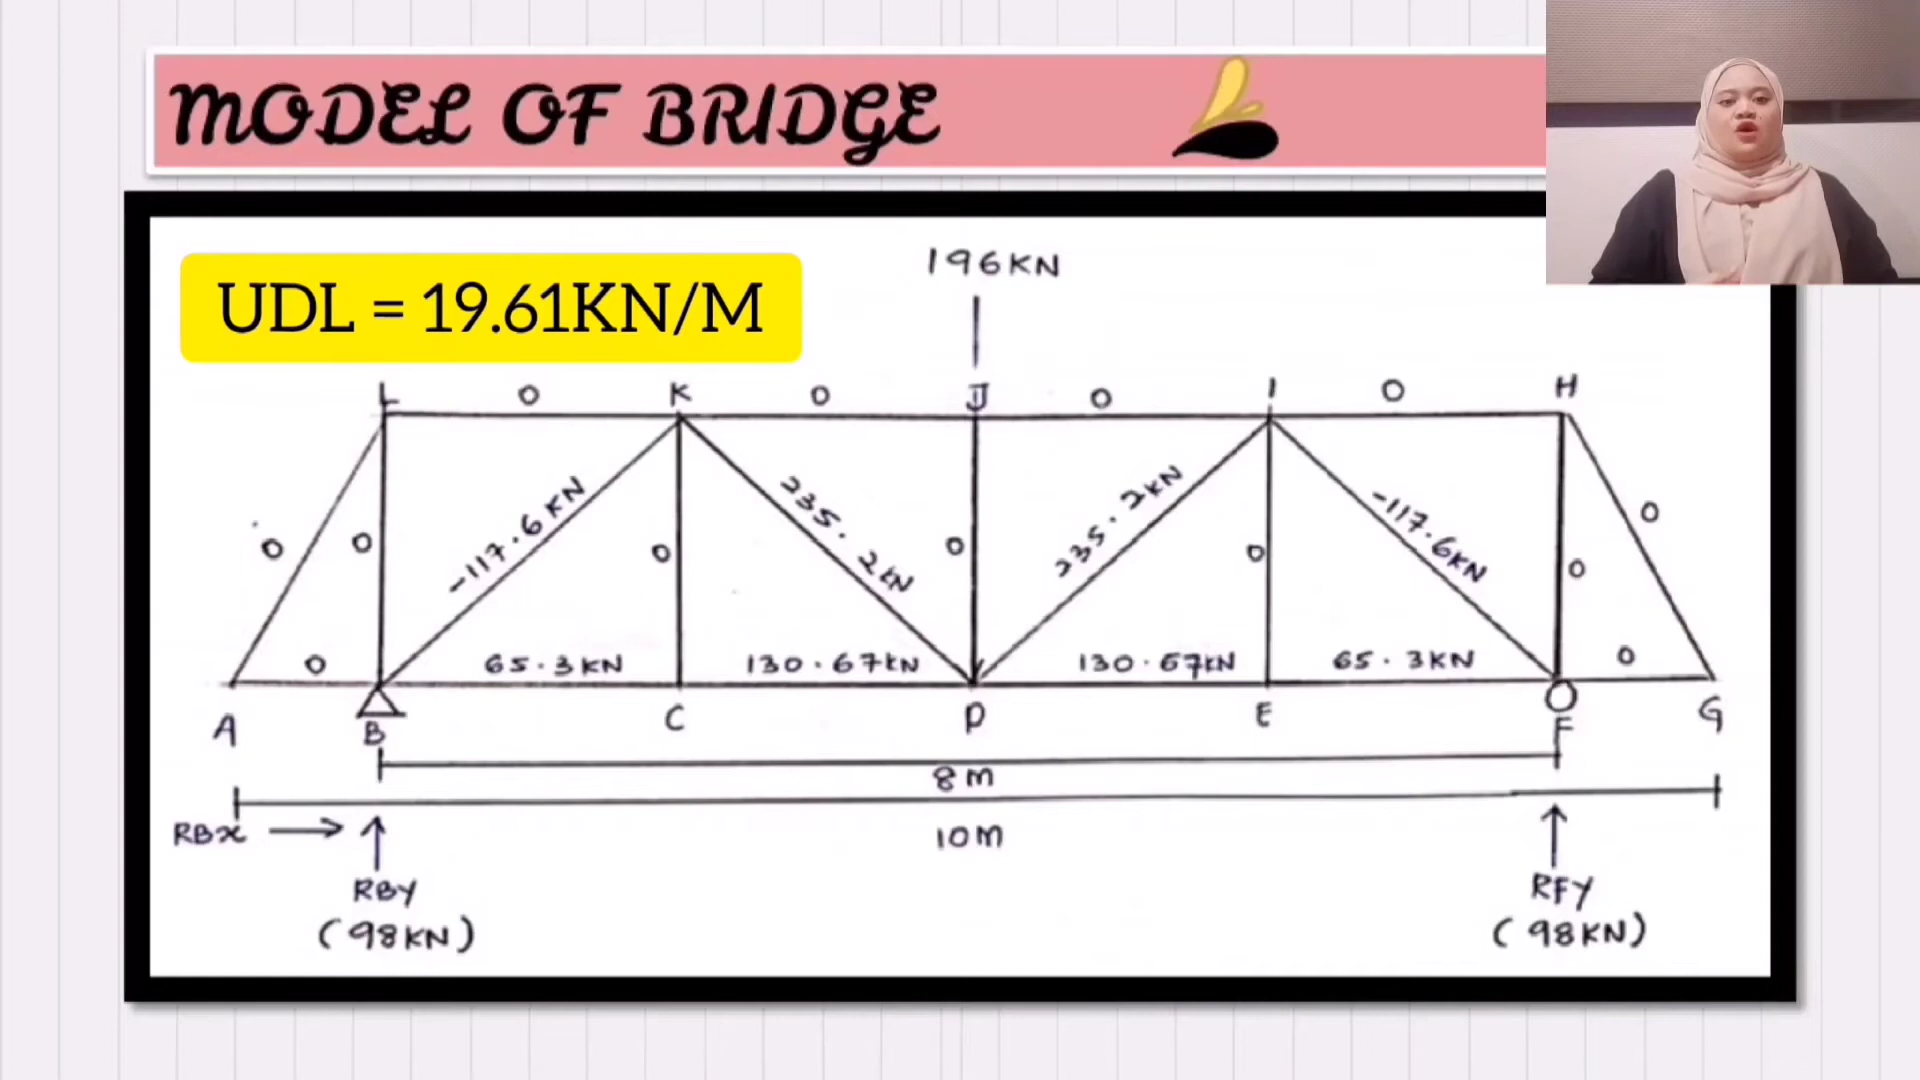 MODEL OF BRIDGE
UDL = 19.61KN/M
196KN
L 0 K 0 J 0 I 0 H
0 0 -117.6KN 0 235.2KN 0 235.2KN 0 -117.6KN 0 0
0 65.3KN 130.67KN 130.67KN 65.3KN 0
A B C D E F G
8m
10m
RBx RBY RFY
(98KN) (98KN)